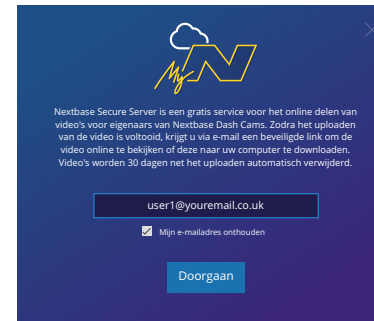 My N
Nextbase Secure Server is een gratis service voor het online delen van
video's voor eigenaars van Nextbase Dash Cams. Zodra het uploaden
van de video is voltooid, krijgt u via e-mail een beveiligde link om de
video online te bekijken of deze naar uw computer te downloaden.
Video's worden 30 dagen net het uploaden automatisch verwijderd.
user1@youremail.co.uk
Mijn e-mailadres onthouden
Doorgaan